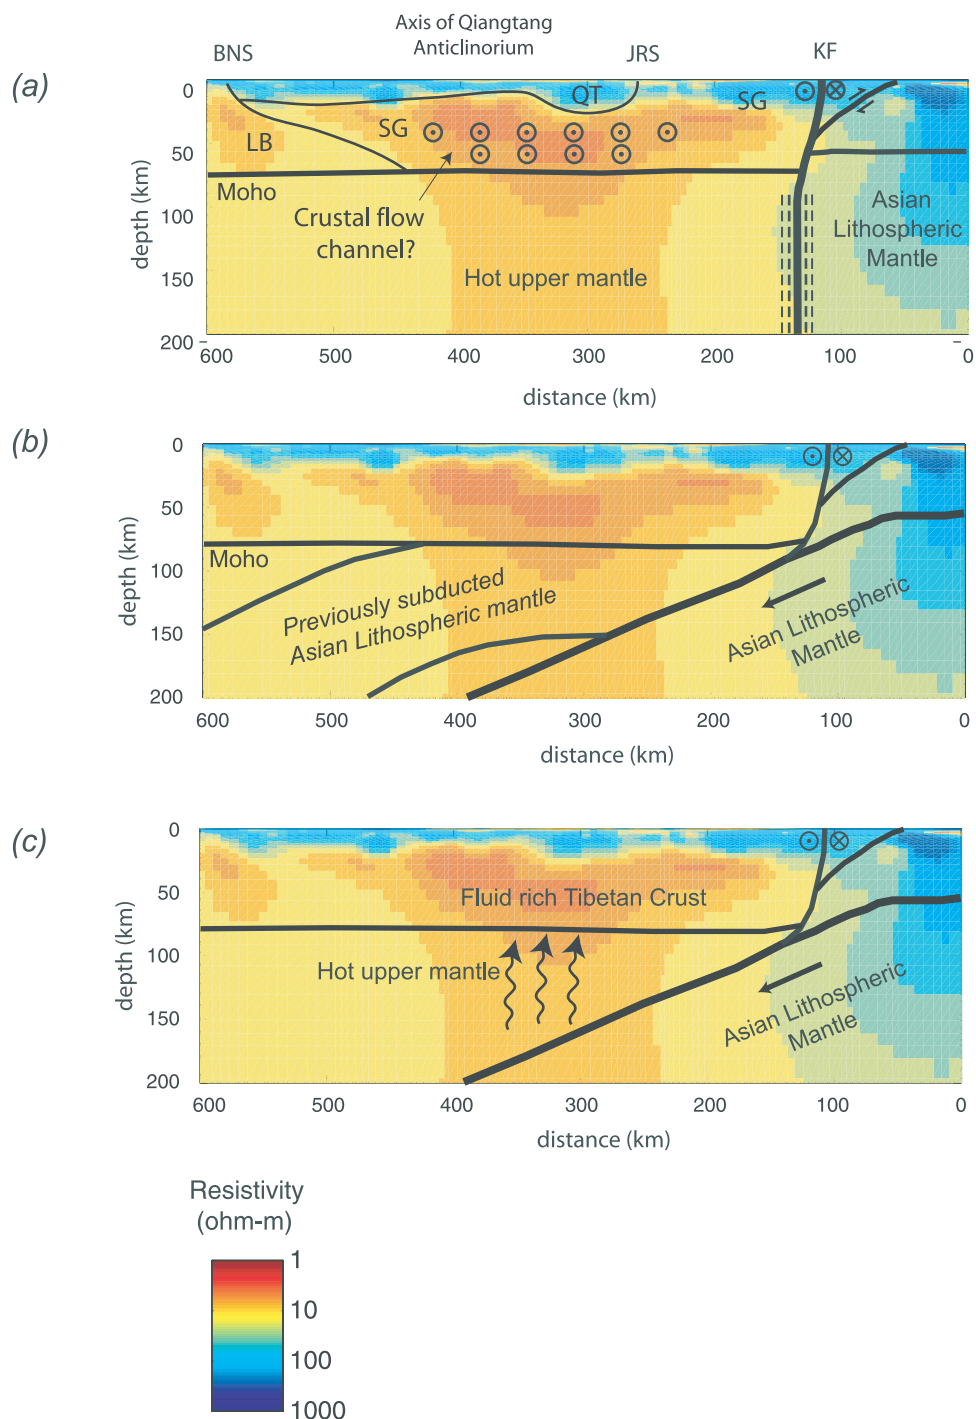 Axis of Qiangtang
Anticlinorium
BNS
JRS
KF
(a)
0
50
100
150
200
depth (km)
QT
SG
SG
LB
Moho
Crustal flow
channel?
Hot upper mantle
Asian
Lithospheric
Mantle
600
500
400
300
200
100
0
distance (km)
(b)
0
50
100
150
200
depth (km)
Moho
Previously subducted
Asian Lithospheric mantle
Asian Lithospheric
Mantle
600
500
400
300
200
100
0
distance (km)
(c)
0
50
100
150
200
depth (km)
Fluid rich Tibetan Crust
Hot upper mantle
Asian Lithospheric
Mantle
600
500
400
300
200
100
0
distance (km)
Resistivity
(ohm-m)
1
10
100
1000